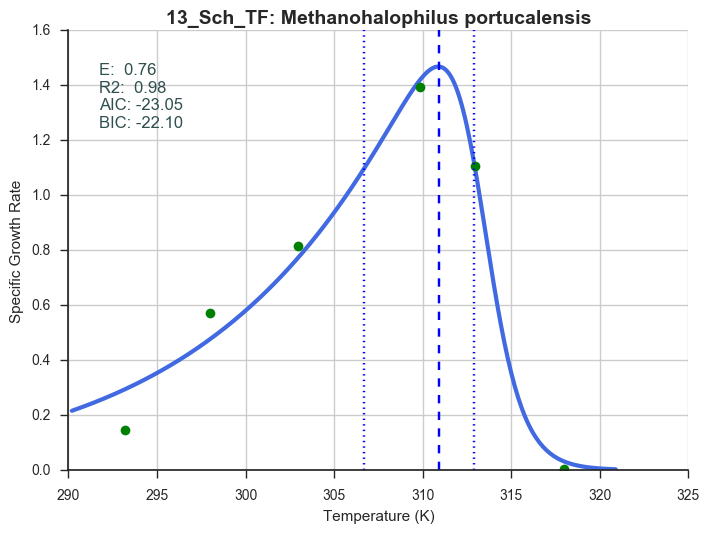 13_Sch_TF: Methanohalophilus portucalensis
E:  0.76
R2:  0.98
AIC: -23.05
BIC: -22.10
Specific Growth Rate
1.6
1.4
1.2
1.0
0.8
0.6
0.4
0.2
0.0
290 295 300 305 310 315 320 325
Temperature (K)